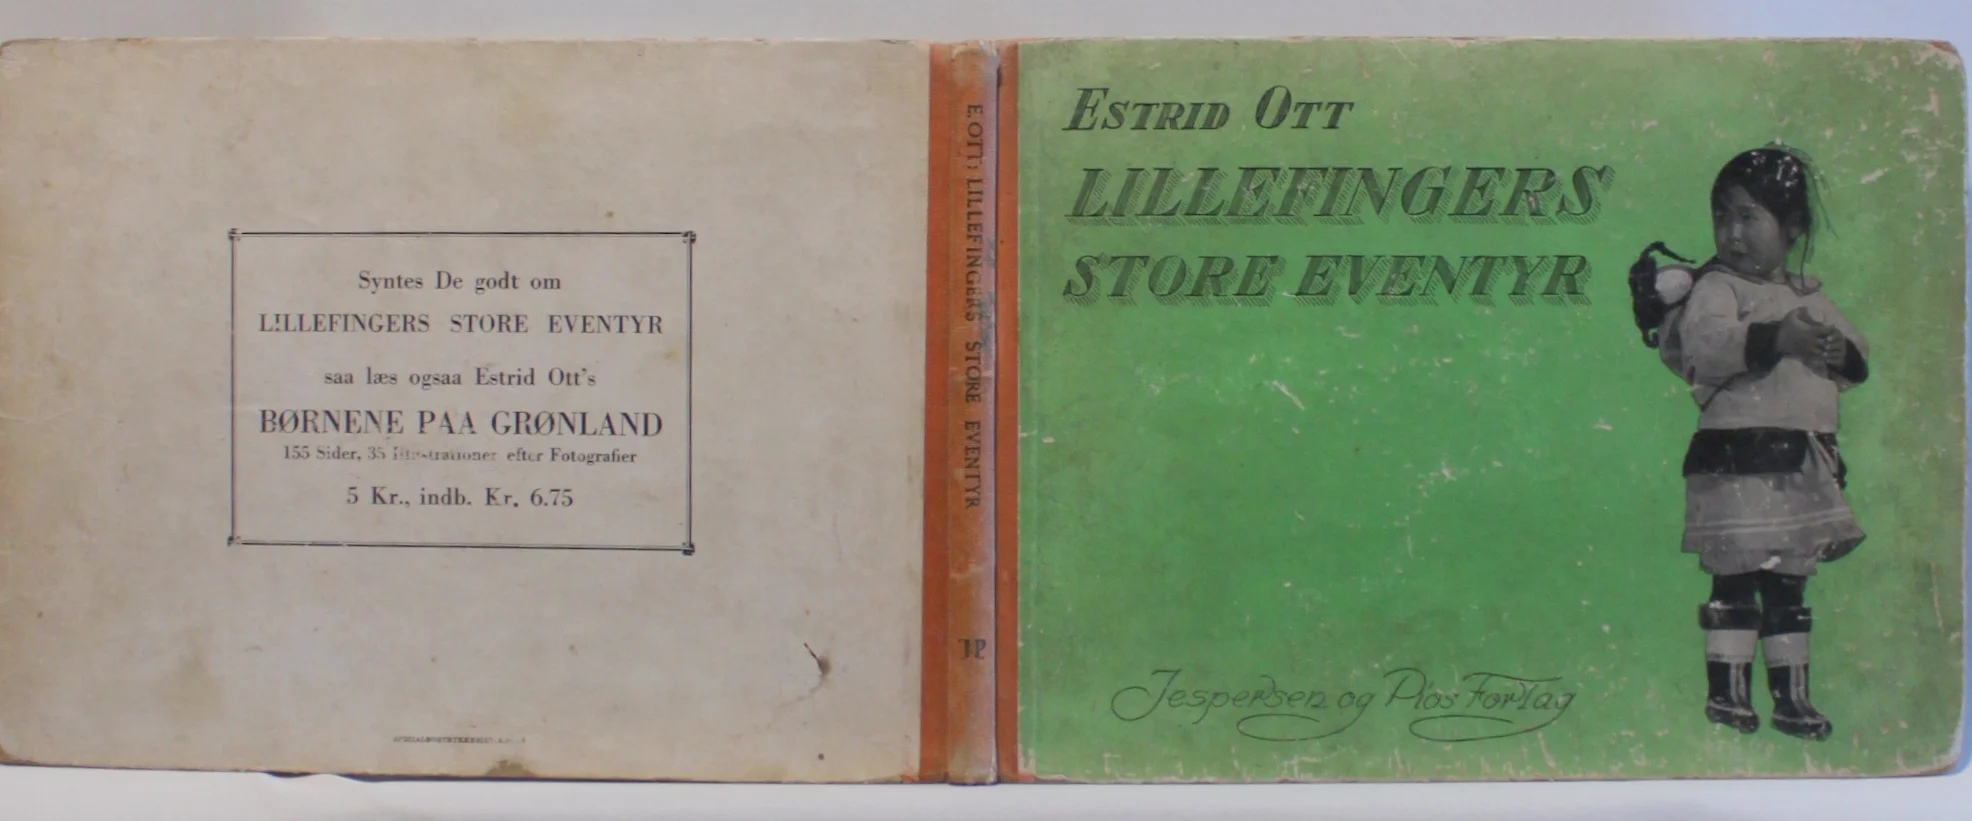 Syntes De godt om
LILLEFINGERS STORE EVENTYR
saa læs ogsaa Estrid Ott's
BØRNENE PAA GRØNLAND
155 Sider, 35 Illustrationer efter Fotografier
5 Kr., indb. Kr. 6.75
E. OTT: LILLEFINGERS STORE EVENTYR
ESTRID OTT
LILLEFINGERS
STORE EVENTYR
Jespersen og Pios Forlag